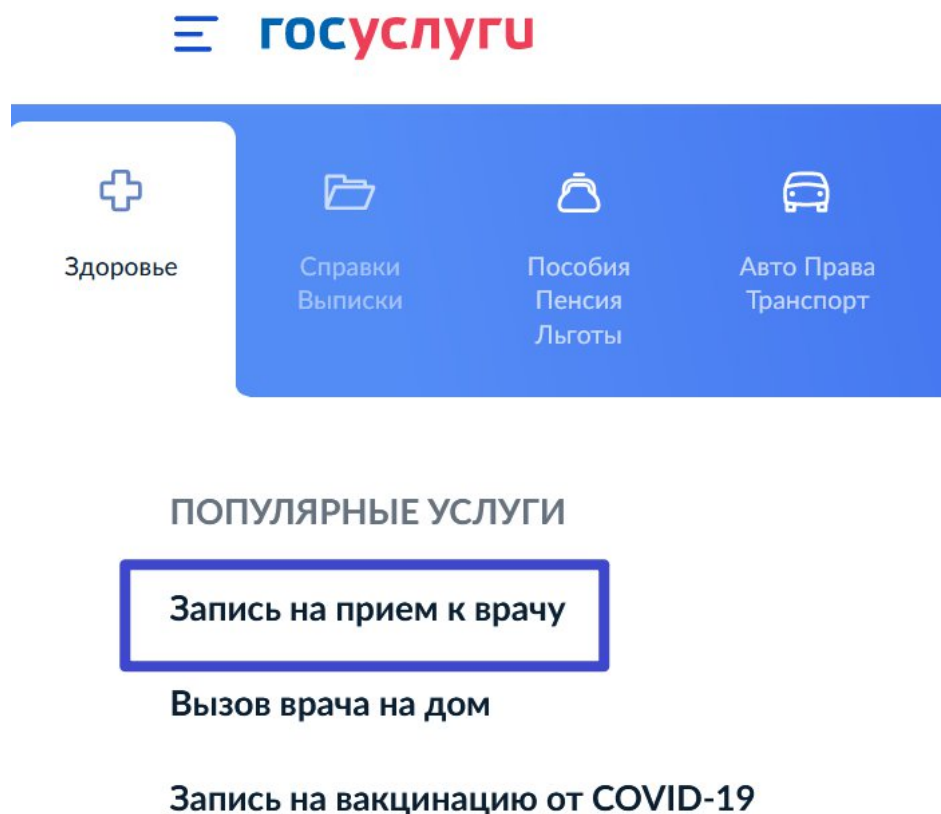 госуслуги
Здоровье
Справки
Выписки
Пособия
Пенсия
Льготы
Авто Права
Транспорт
ПОПУЛЯРНЫЕ УСЛУГИ
Запись на прием к врачу
Вызов врача на дом
Запись на вакцинацию от COVID-19